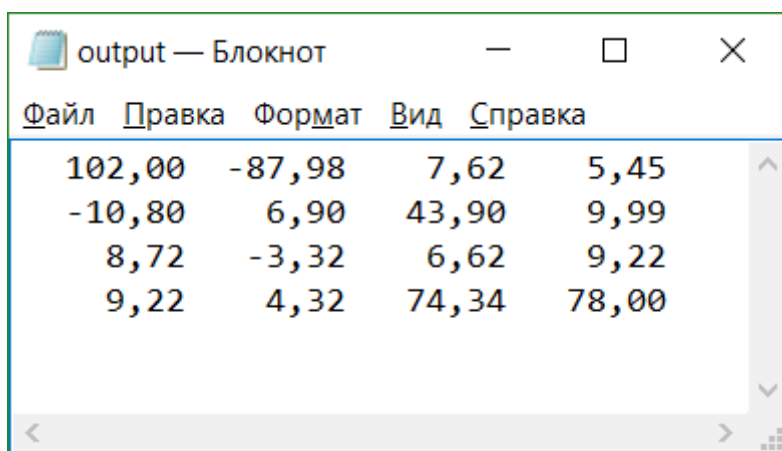 output — Блокнот
Файл Правка Формат Вид Справка
102,00 -87,98 7,62 5,45
-10,80 6,90 43,90 9,99
8,72 -3,32 6,62 9,22
9,22 4,32 74,34 78,00